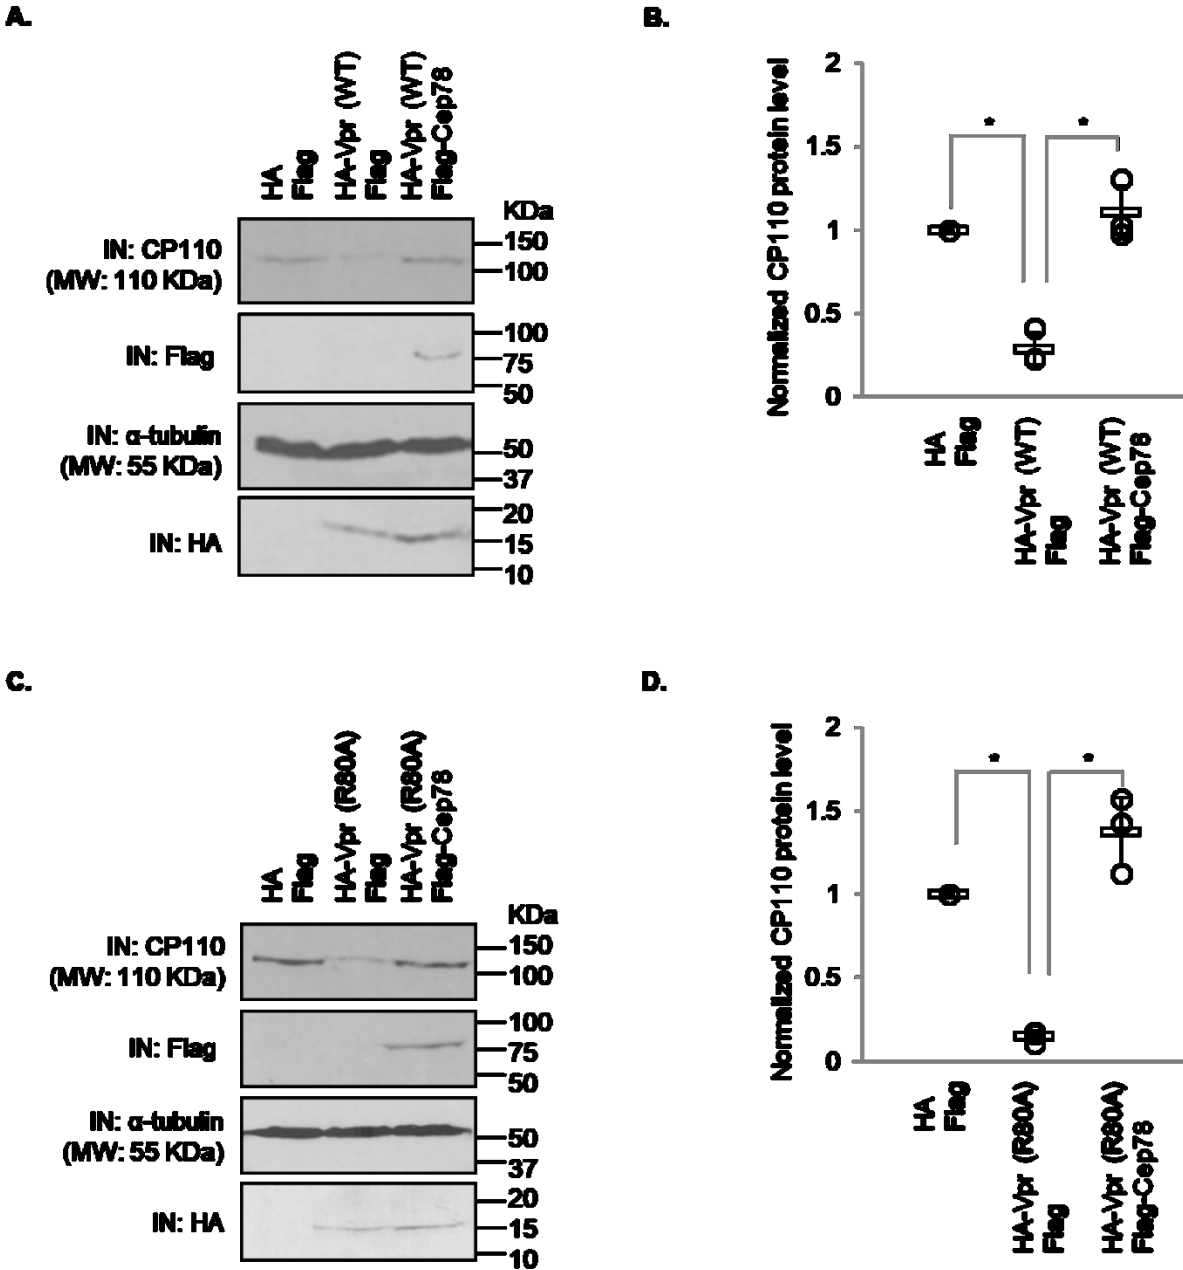 A.
HA
Flag
HA-Vpr (WT)
Flag
HA-Vpr (WT)
Flag-Cep78
KDa
IN: CP110
(MW: 110 KDa)
150
100
IN: Flag
100
75
50
IN: α-tubulin
(MW: 55 KDa)
50
37
IN: HA
20
15
10
B.
Normalized CP110 protein level
2
1.5
1
0.5
0
*
*
HA
Flag
HA-Vpr (WT)
Flag
HA-Vpr (WT)
Flag-Cep78
C.
HA
Flag
HA-Vpr (R80A)
Flag
HA-Vpr (R80A)
Flag-Cep78
KDa
IN: CP110
(MW: 110 KDa)
150
100
IN: Flag
100
75
50
IN: α-tubulin
(MW: 55 KDa)
50
37
IN: HA
20
15
10
D.
Normalized CP110 protein level
2
1.5
1
0.5
0
*
*
HA
Flag
HA-Vpr (R80A)
Flag
HA-Vpr (R80A)
Flag-Cep78